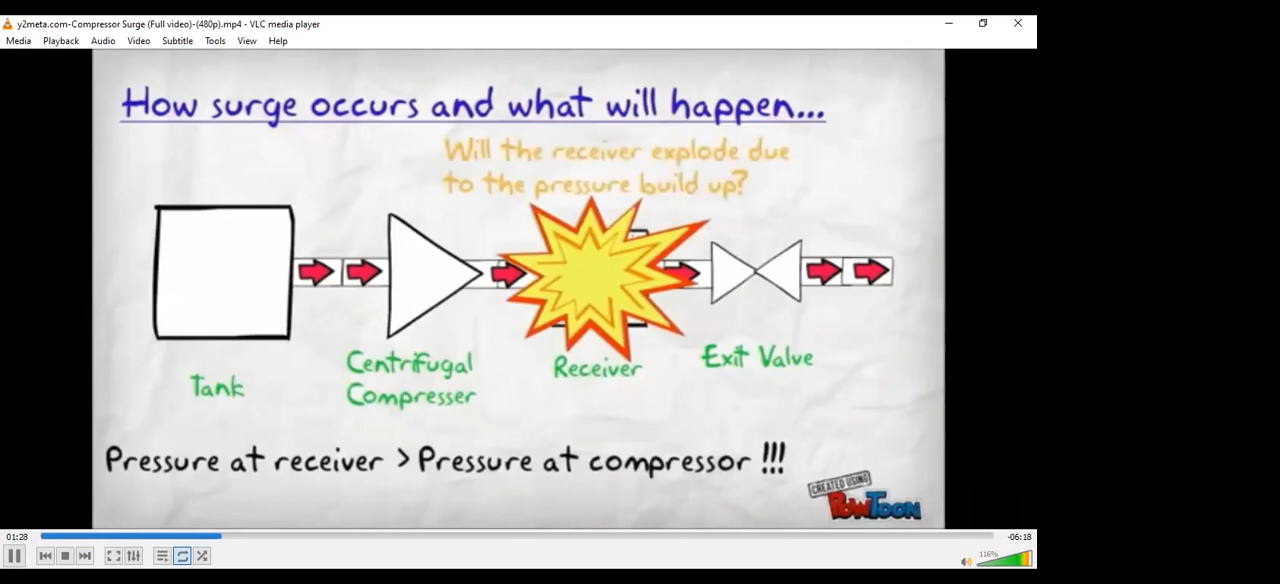 y2meta.com-Compressor Surge (Full video)-(480p).mp4 - VLC media player
Media Playback Audio Video Subtitle Tools View Help
How surge occurs and what will happen...
Will the receiver explode due
to the pressure build up?
Tank
Centrifugal
Compresser
Receiver
Exit Valve
Pressure at receiver > Pressure at compressor !!!
CREATED USING
POWTOON
01:28
-06:18
116%